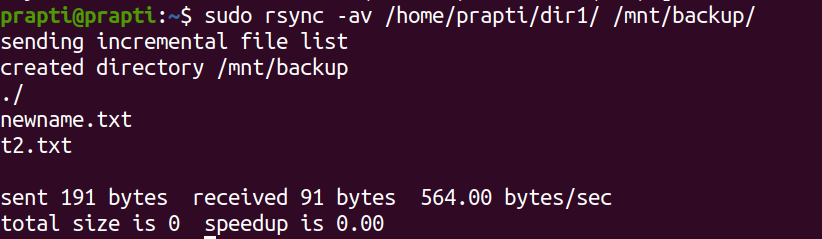 prapti@prapti:~$ sudo rsync -av /home/prapti/dir1/ /mnt/backup/
sending incremental file list
created directory /mnt/backup
./
newname.txt
t2.txt
sent 191 bytes  received 91 bytes  564.00 bytes/sec
total size is 0  speedup is 0.00